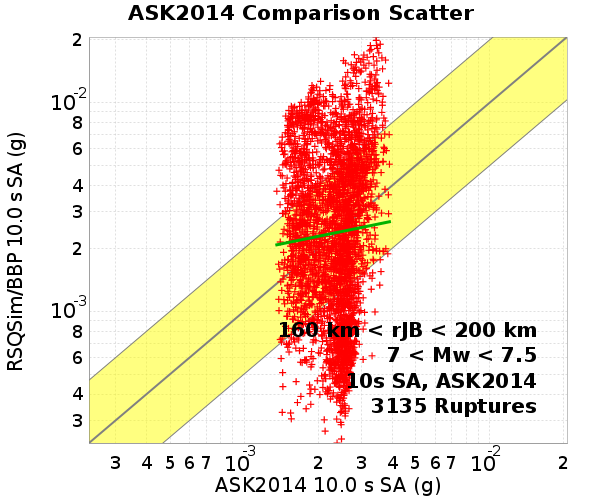 ASK2014 Comparison Scatter
RSQSim/BBP 10.0 s SA (g)
2
10-2
8
6
4
3
2
10-3
8
6
4
3
160 km < rJB < 200 km
7 < Mw < 7.5
10s SA, ASK2014
3135 Ruptures
3 4 5 6 7 10-3 2 3 4 5 6 7 10-2 2
ASK2014 10.0 s SA (g)